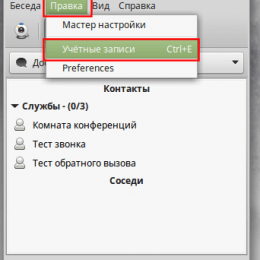 Беседа Правка Вид Справка
Мастер настройки
Учётные записи Ctrl+E
Preferences
Контакты
Службы - (0/3)
Комната конференций
Тест звонка
Тест обратного вызова
Соседи